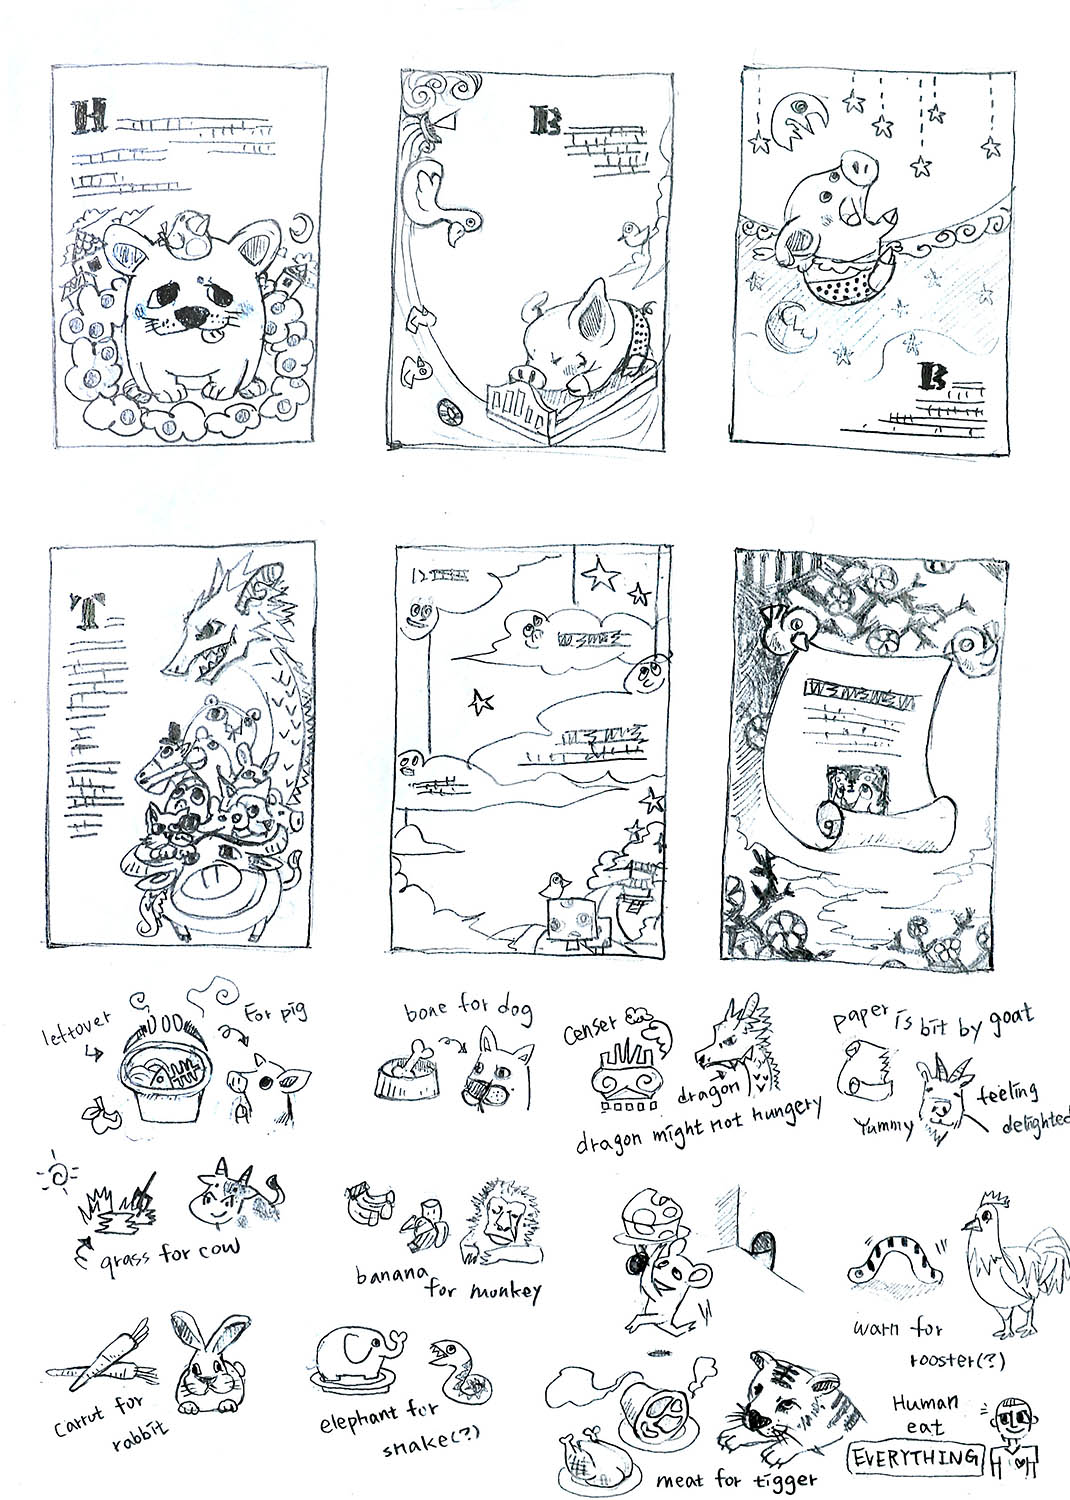 H
B
B
T
leftover
For pig
bone for dog
censer
dragon
dragon might not hungery
paper is bit by goat
Yummy
feeling
delighted
grass for cow
banana
for monkey
warn for
rooster(?)
carrut for
rabbit
elephant for
snake(?)
meat for tigger
Human
eat
EVERYTHING